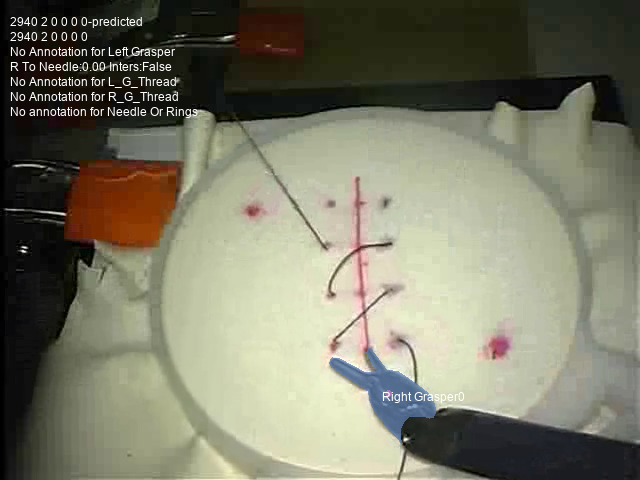 2940 2 0 0 0 0-predicted
2940 2 0 0 0 0
No Annotation for Left Grasper
R To Needle:0.00 Inters:False
No Annotation for L_G_Thread
No Annotation for R_G_Thread
No annotation for Needle Or Rings
Right Grasper0